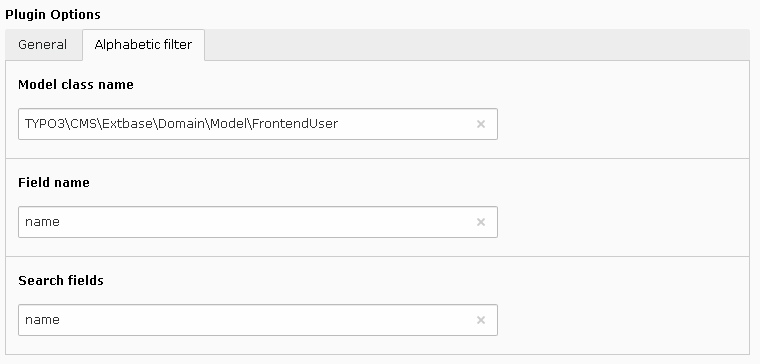 Plugin Options
General Alphabetic filter
Model class name
TYPO3\CMS\Extbase\Domain\Model\FrontendUser
Field name
name
Search fields
name